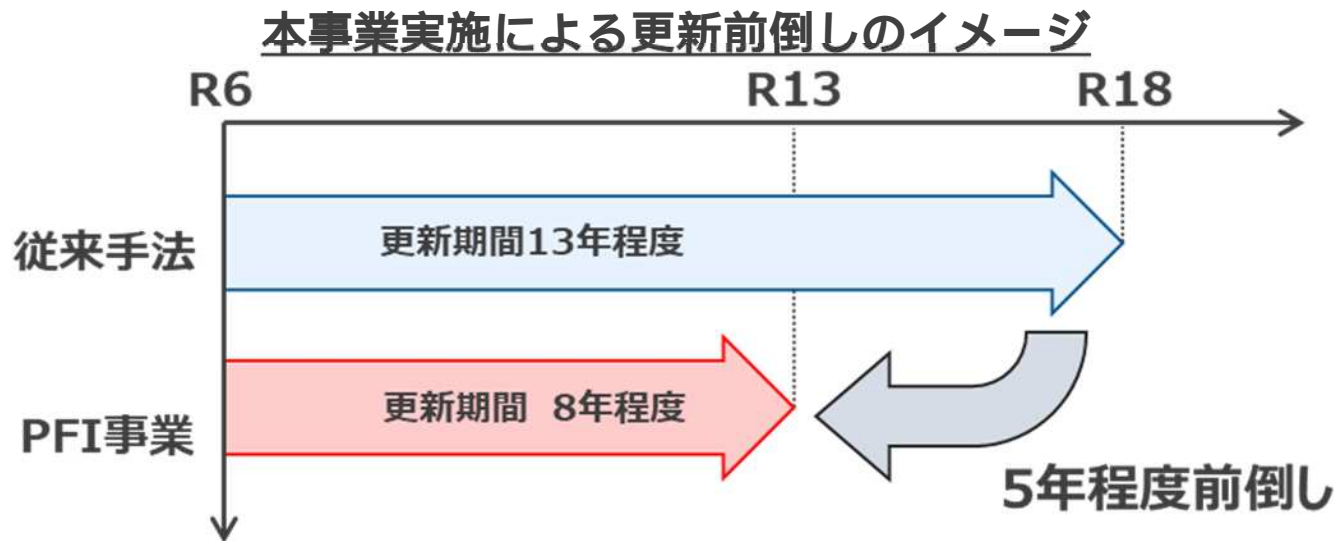 本事業実施による更新前倒しのイメージ
R6 R13 R18
従来手法 更新期間13年程度
PFI事業 更新期間 8年程度
5年程度前倒し